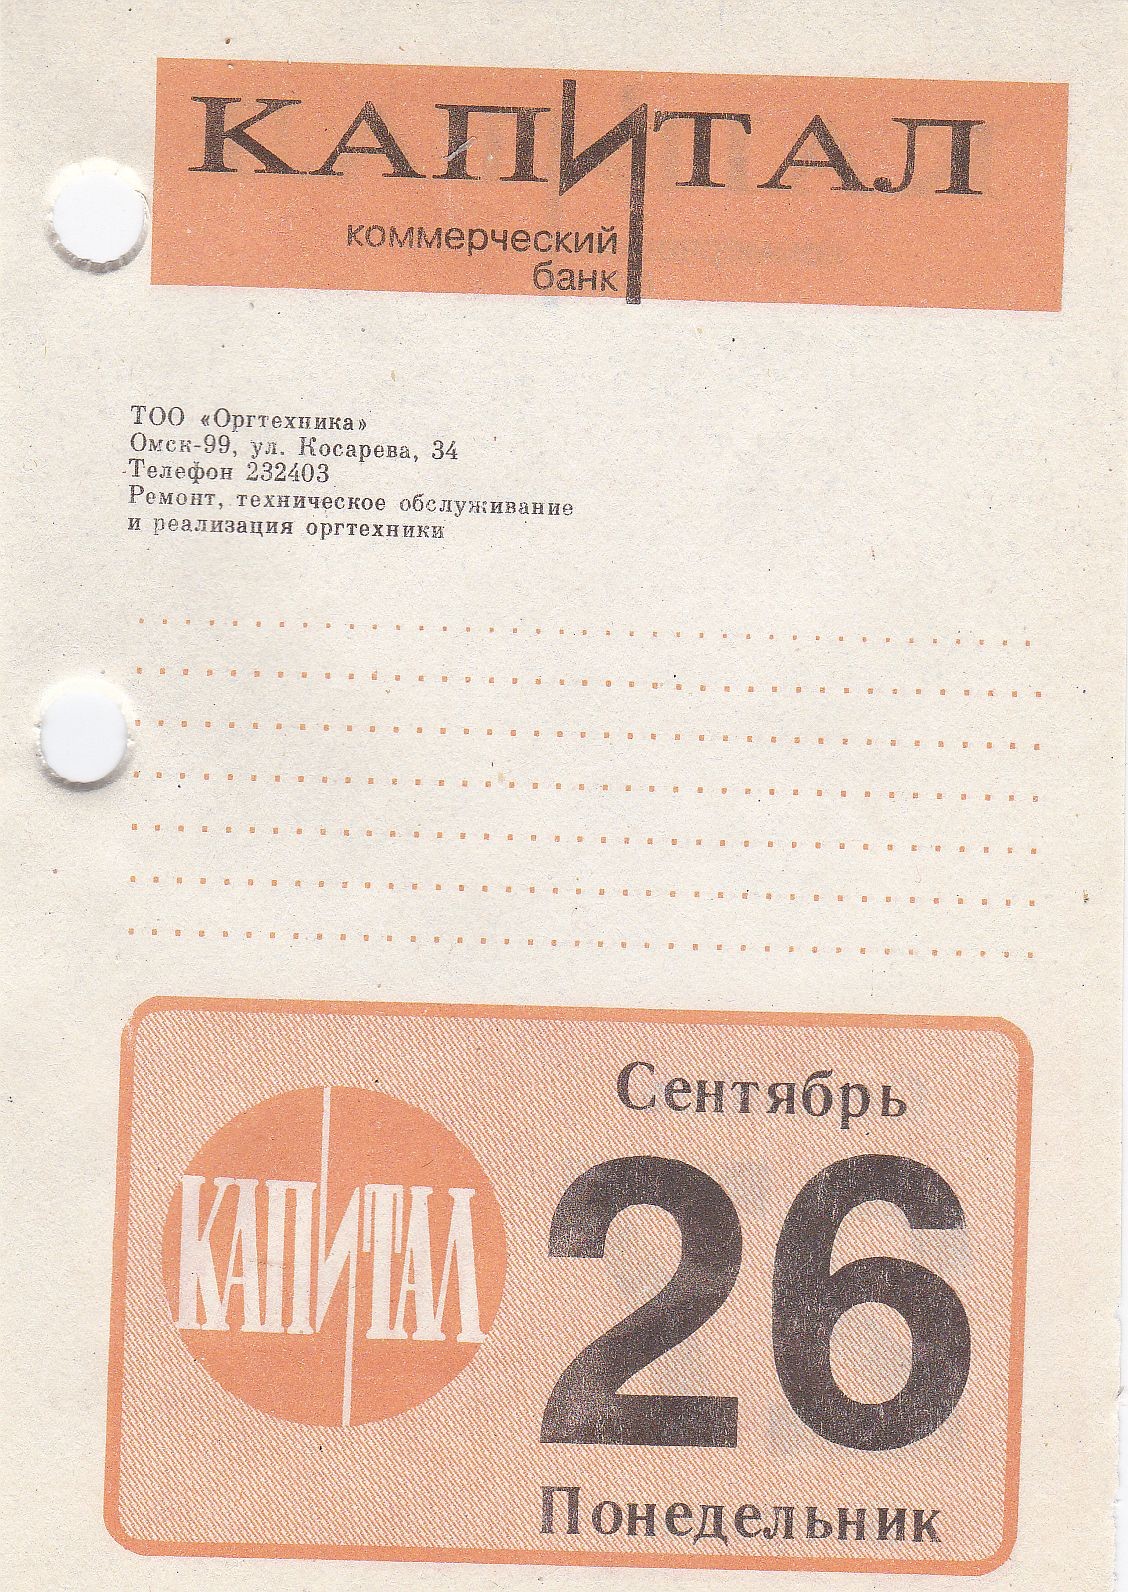 КАПИТАЛ
коммерческий
банк
ТОО «Оргтехника»
Омск-99, ул. Косарева, 34
Телефон 232403
Ремонт, техническое обслуживание
и реализация оргтехники
Сентябрь
КАПИТАЛ
26
Понедельник